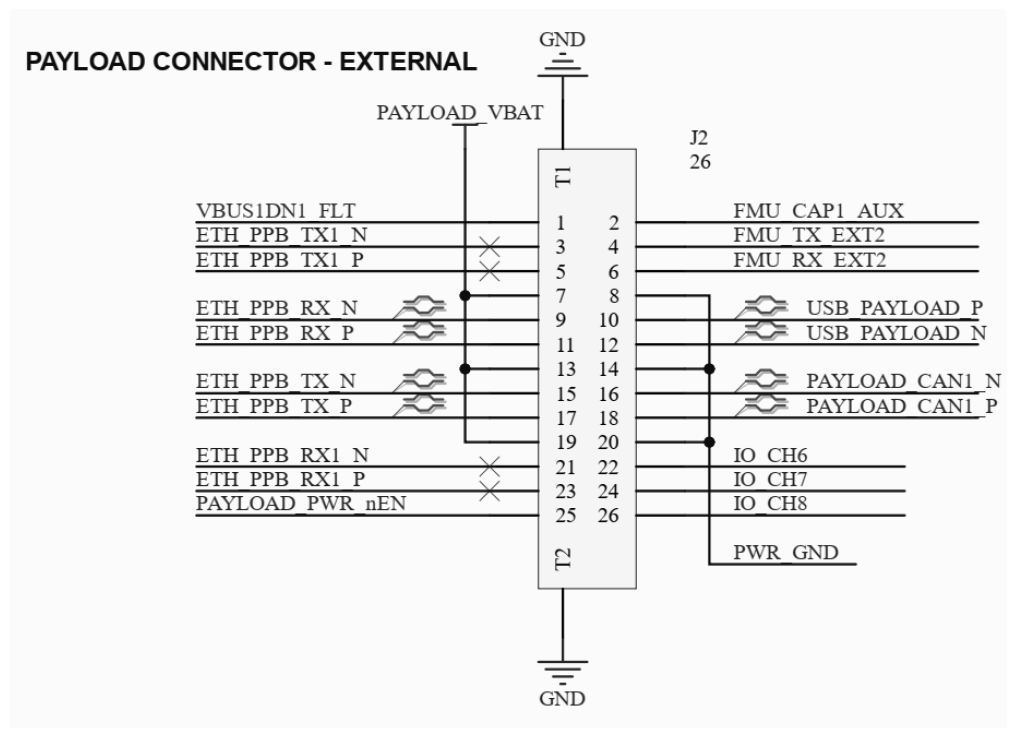 GND
PAYLOAD CONNECTOR - EXTERNAL
PAYLOAD_VBAT
J2
26
T1
VBUS1DN1_FLT 1 2 FMU_CAP1_AUX
ETH_PPB_TX1_N 3 4 FMU_TX_EXT2
ETH_PPB_TX1_P 5 6 FMU_RX_EXT2
7 8
ETH_PPB_RX_N 9 10 USB_PAYLOAD_P
ETH_PPB_RX_P 11 12 USB_PAYLOAD_N
13 14
ETH_PPB_TX_N 15 16 PAYLOAD_CAN1_N
ETH_PPB_TX_P 17 18 PAYLOAD_CAN1_P
19 20
ETH_PPB_RX1_N 21 22 IO_CH6
ETH_PPB_RX1_P 23 24 IO_CH7
PAYLOAD_PWR_nEN 25 26 IO_CH8
T2
PWR_GND
GND